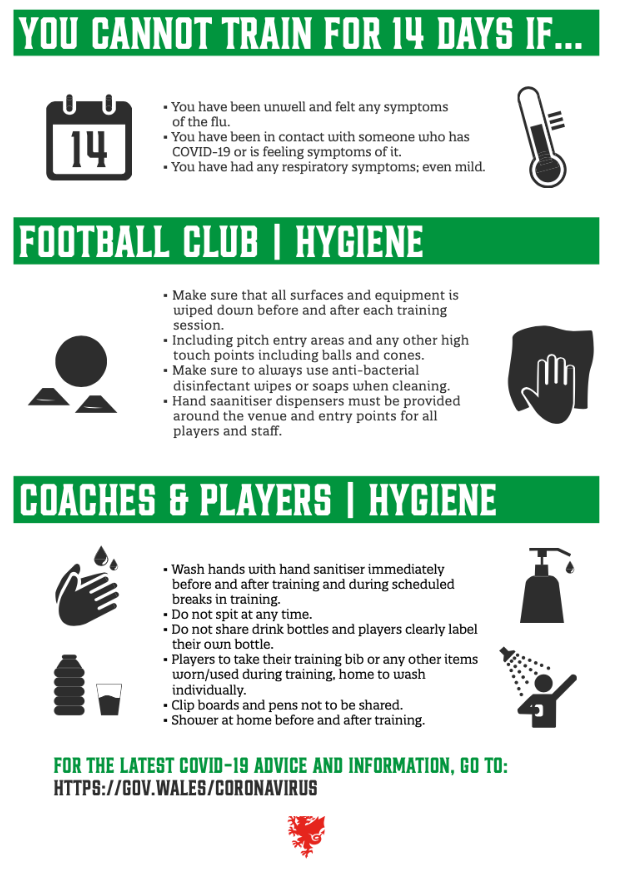 YOU CANNOT TRAIN FOR 14 DAYS IF...
14
▪ You have been unwell and felt any symptoms
of the flu.
▪ You have been in contact with someone who has
COVID-19 or is feeling symptoms of it.
▪ You have had any respiratory symptoms; even mild.
FOOTBALL CLUB | HYGIENE
▪ Make sure that all surfaces and equipment is
wiped down before and after each training
session.
▪ Including pitch entry areas and any other high
touch points including balls and cones.
▪ Make sure to always use anti-bacterial
disinfectant wipes or soaps when cleaning.
▪ Hand saanitiser dispensers must be provided
around the venue and entry points for all
players and staff.
COACHES & PLAYERS | HYGIENE
▪ Wash hands with hand sanitiser immediately
before and after training and during scheduled
breaks in training.
▪ Do not spit at any time.
▪ Do not share drink bottles and players clearly label
their own bottle.
▪ Players to take their training bib or any other items
worn/used during training, home to wash
individually.
▪ Clip boards and pens not to be shared.
▪ Shower at home before and after training.
FOR THE LATEST COVID-19 ADVICE AND INFORMATION, GO TO:
HTTPS://GOV.WALES/CORONAVIRUS